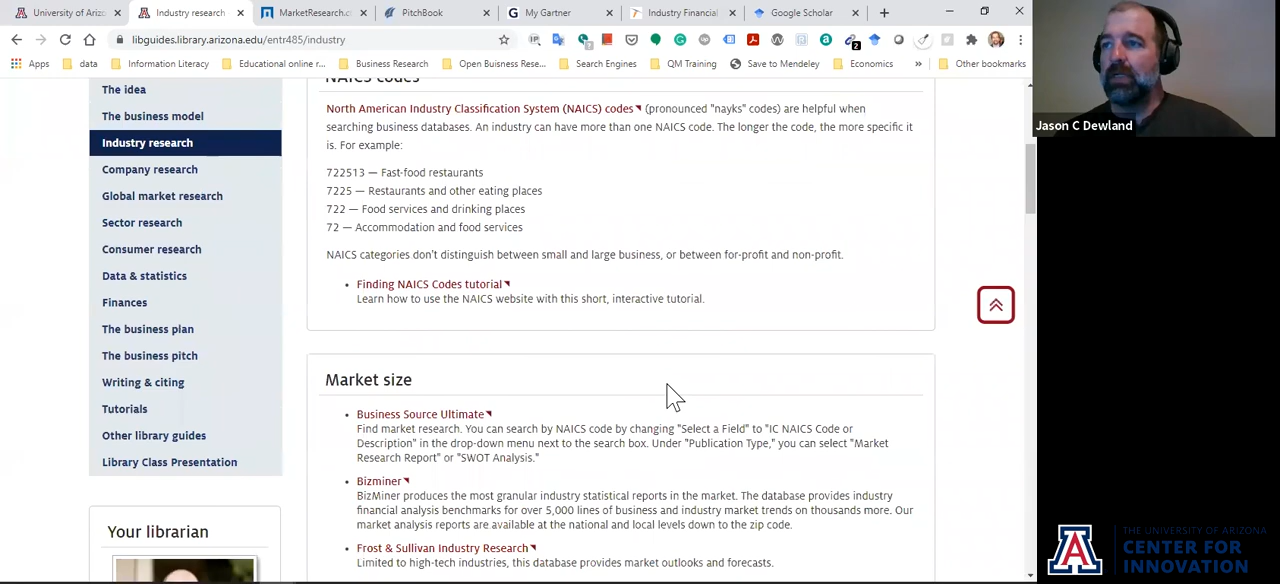 University of Arizona
Industry research
MarketResearch.c
PitchBook
My Gartner
Industry Financial
Google Scholar
libguides.library.arizona.edu/entr485/industry
Apps
data
Information Literacy
Educational online r...
Business Research
Open Buisness Rese...
Search Engines
QM Training
Save to Mendeley
Economics
Other bookmarks
The idea
The business model
Industry research
Company research
Global market research
Sector research
Consumer research
Data & statistics
Finances
The business plan
The business pitch
Writing & citing
Tutorials
Other library guides
Library Class Presentation
Your librarian
NAICS codes
North American Industry Classification System (NAICS) codes (pronounced "nayks" codes) are helpful when
searching business databases. An industry can have more than one NAICS code. The longer the code, the more specific it
is. For example:
722513 — Fast-food restaurants
7225 — Restaurants and other eating places
722 — Food services and drinking places
72 — Accommodation and food services
NAICS categories don't distinguish between small and large business, or between for-profit and non-profit.
Finding NAICS Codes tutorial
Learn how to use the NAICS website with this short, interactive tutorial.
Market size
Business Source Ultimate
Find market research. You can search by NAICS code by changing "Select a Field" to "IC NAICS Code or
Description" in the drop-down menu next to the search box. Under "Publication Type," you can select "Market
Research Report" or "SWOT Analysis."
Bizminer
BizMiner produces the most granular industry statistical reports in the market. The database provides industry
financial analysis benchmarks for over 5,000 lines of business and industry market trends on thousands more. Our
market analysis reports are available at the national and local levels down to the zip code.
Frost & Sullivan Industry Research
Limited to high-tech industries, this database provides market outlooks and forecasts.
Jason C Dewland
THE UNIVERSITY OF ARIZONA
CENTER FOR
INNOVATION